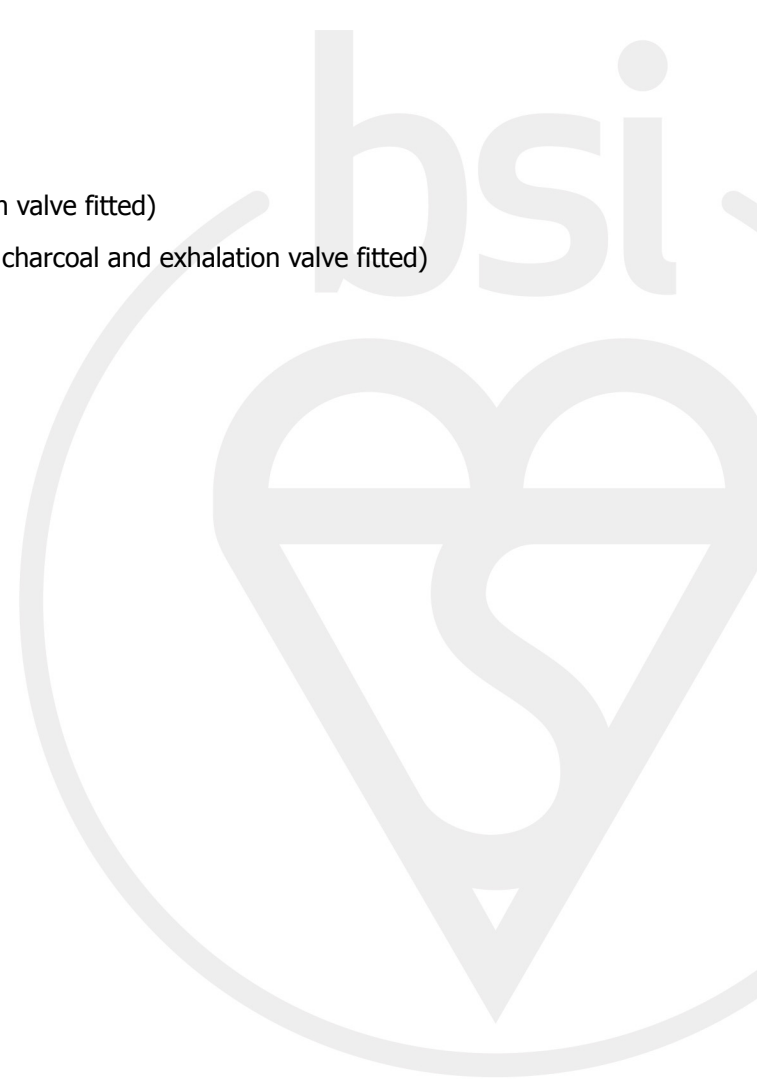 bsi
valve fitted)
charcoal and exhalation valve fitted)